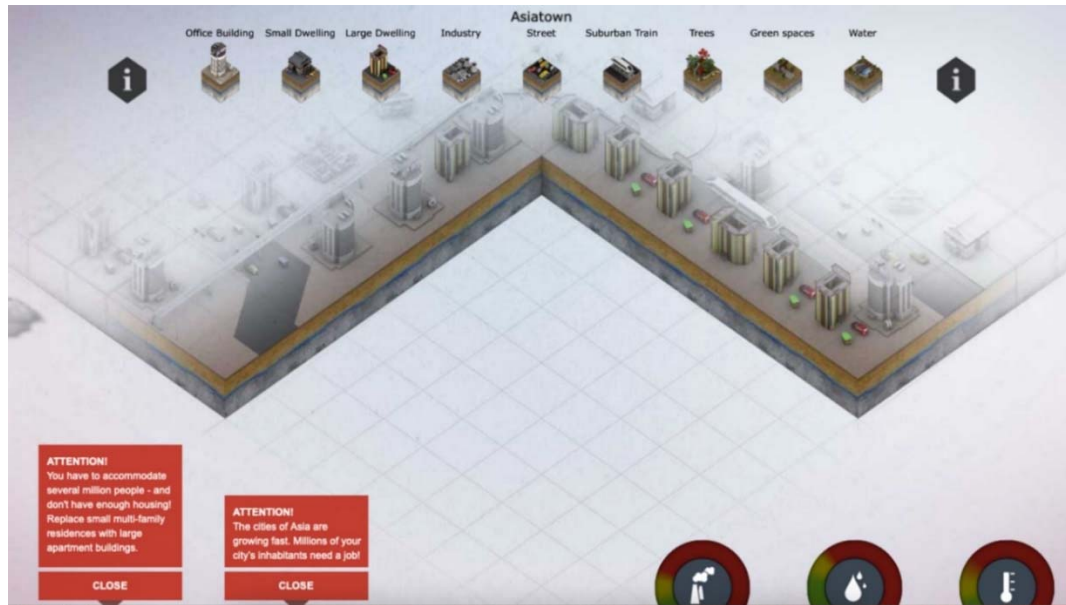 Asiatown
Office Building
Small Dwelling
Large Dwelling
Industry
Street
Suburban Train
Trees
Green spaces
Water
i
i
ATTENTION!
You have to accommodate
several million people - and
don't have enough housing!
Replace small multi-family
residences with large
apartment buildings.
CLOSE
ATTENTION!
The cities of Asia are
growing fast. Millions of your
city's inhabitants need a job!
CLOSE